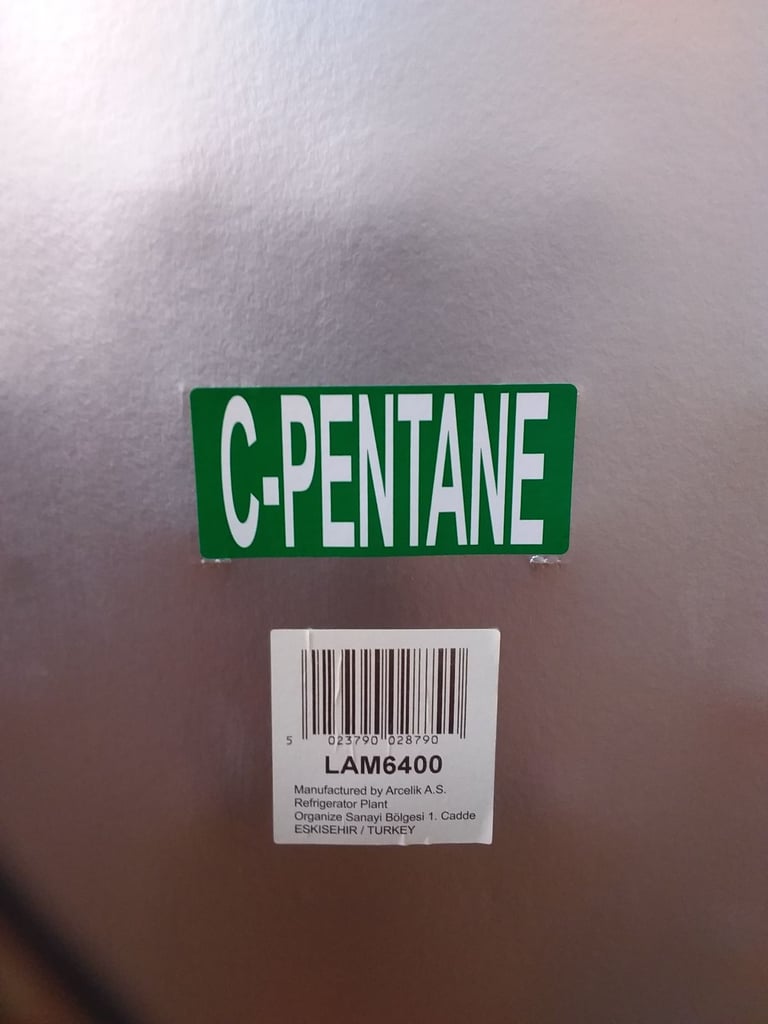 C-PENTANE
5 023790 028790
LAM6400
Manufactured by Arcelik A.S.
Refrigerator Plant
Organize Sanayi Bölgesi 1. Cadde
ESKISEHIR / TURKEY